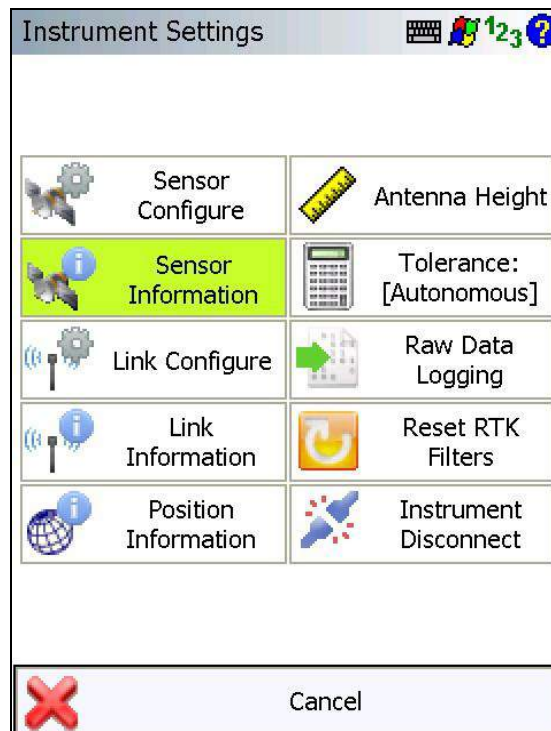 Instrument Settings
123
?
Sensor
Configure
Antenna Height
Sensor
Information
Tolerance:
[Autonomous]
Link Configure
Raw Data
Logging
Link
Information
Reset RTK
Filters
Position
Information
Instrument
Disconnect
Cancel